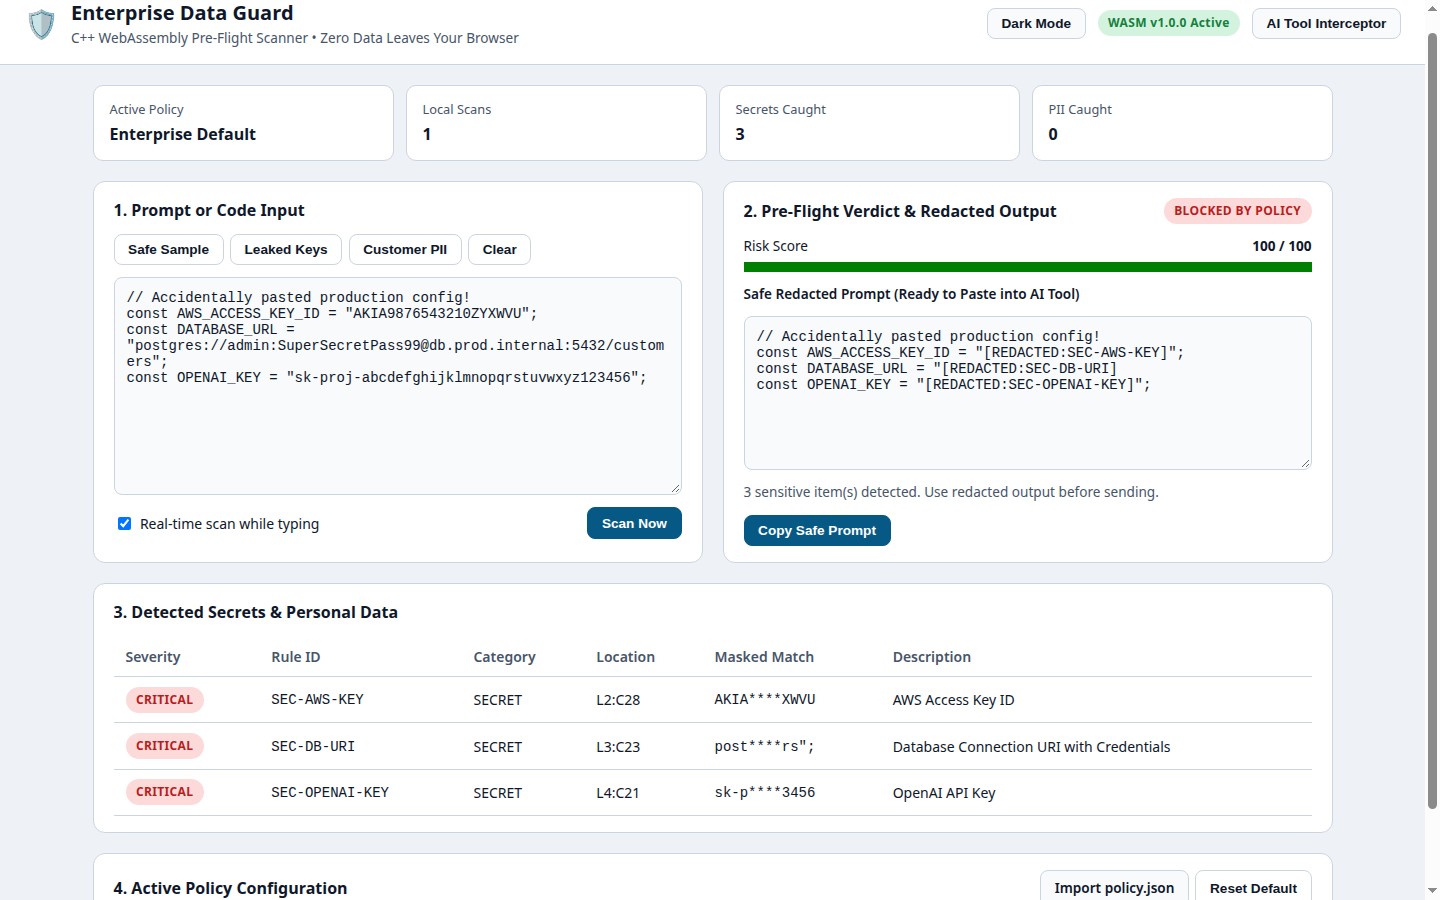 Enterprise Data Guard
C++ WebAssembly Pre-Flight Scanner • Zero Data Leaves Your Browser
Dark Mode
WASM v1.0.0 Active
AI Tool Interceptor
Active Policy
Enterprise Default
Local Scans
1
Secrets Caught
3
PII Caught
0
1. Prompt or Code Input
Safe Sample
Leaked Keys
Customer PII
Clear
// Accidentally pasted production config!
const AWS_ACCESS_KEY_ID = "AKIA9876543210ZYXWVU";
const DATABASE_URL =
"postgres://admin:SuperSecretPass99@db.prod.internal:5432/custom
ers";
const OPENAI_KEY = "sk-proj-abcdefghijklmnopqrstuvwxyz123456";
Real-time scan while typing
Scan Now
2. Pre-Flight Verdict & Redacted Output
BLOCKED BY POLICY
Risk Score
100 / 100
Safe Redacted Prompt (Ready to Paste into AI Tool)
// Accidentally pasted production config!
const AWS_ACCESS_KEY_ID = "[REDACTED:SEC-AWS-KEY]";
const DATABASE_URL = "[REDACTED:SEC-DB-URI]
const OPENAI_KEY = "[REDACTED:SEC-OPENAI-KEY]";
3 sensitive item(s) detected. Use redacted output before sending.
Copy Safe Prompt
3. Detected Secrets & Personal Data
Severity Rule ID Category Location Masked Match Description
CRITICAL SEC-AWS-KEY SECRET L2:C28 AKIA****XWVU AWS Access Key ID
CRITICAL SEC-DB-URI SECRET L3:C23 post****rs"; Database Connection URI with Credentials
CRITICAL SEC-OPENAI-KEY SECRET L4:C21 sk-p****3456 OpenAI API Key
4. Active Policy Configuration
Import policy.json
Reset Default